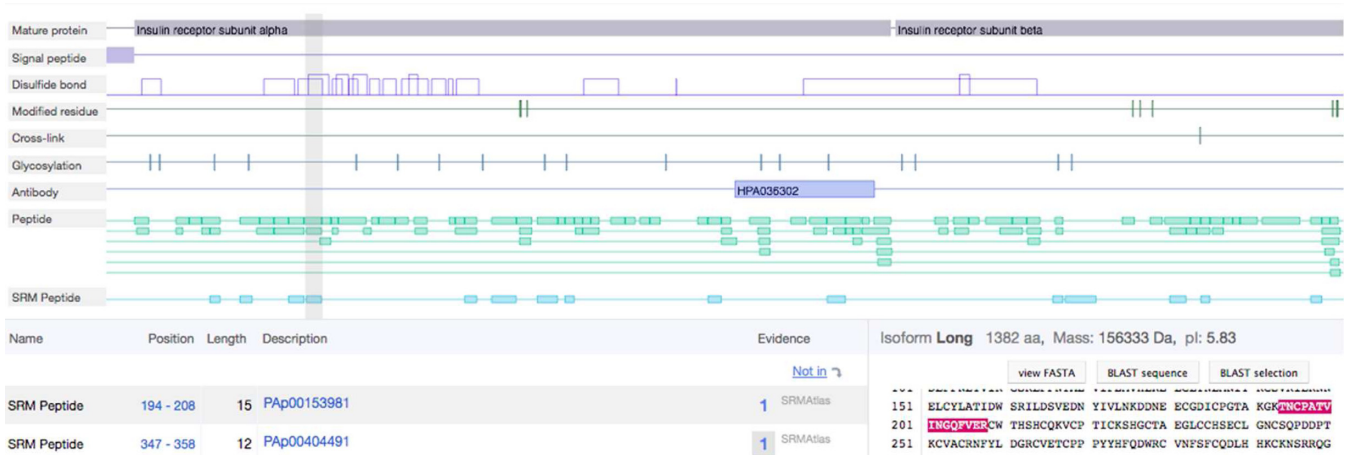 Mature protein
Insulin receptor subunit alpha
Insulin receptor subunit beta
Signal peptide
Disulfide bond
Modified residue
Cross-link
Glycosylation
Antibody
HPA036302
Peptide
SRM Peptide
Name Position Length Description Evidence
Not in
SRM Peptide 194 - 208 15 PAp00153981 1 SRMAtlas
SRM Peptide 347 - 358 12 PAp00404491 1 SRMAtlas
Isoform Long 1382 aa, Mass: 156333 Da, pI: 5.83
view FASTA BLAST sequence BLAST selection
151 ELCYLATIDW SRILDSVEDN YIVLNKDDNE ECGDICPGTA KGKTNCPATV
201 INGQFVERCW THSHCQKVCP TICKSHGCTA EGLCCHSECL GNCSQPDDPT
251 KCVACRNFYL DGRCVETCPP PYYHFQDWRC VNFSFCQDLH HKCKNSRRQG